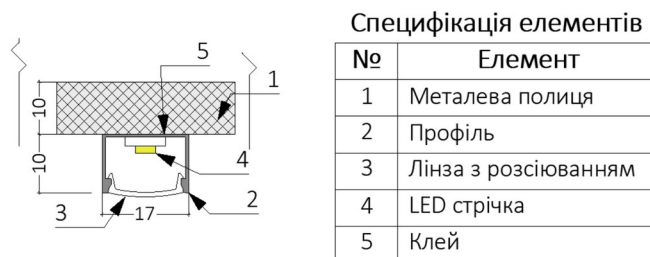 Специфікація елементів
№ Елемент
1 Металева полиця
2 Профіль
3 Лінза з розсіюванням
4 LED стрічка
5 Клей
5
1
10
10
4
3
17
2